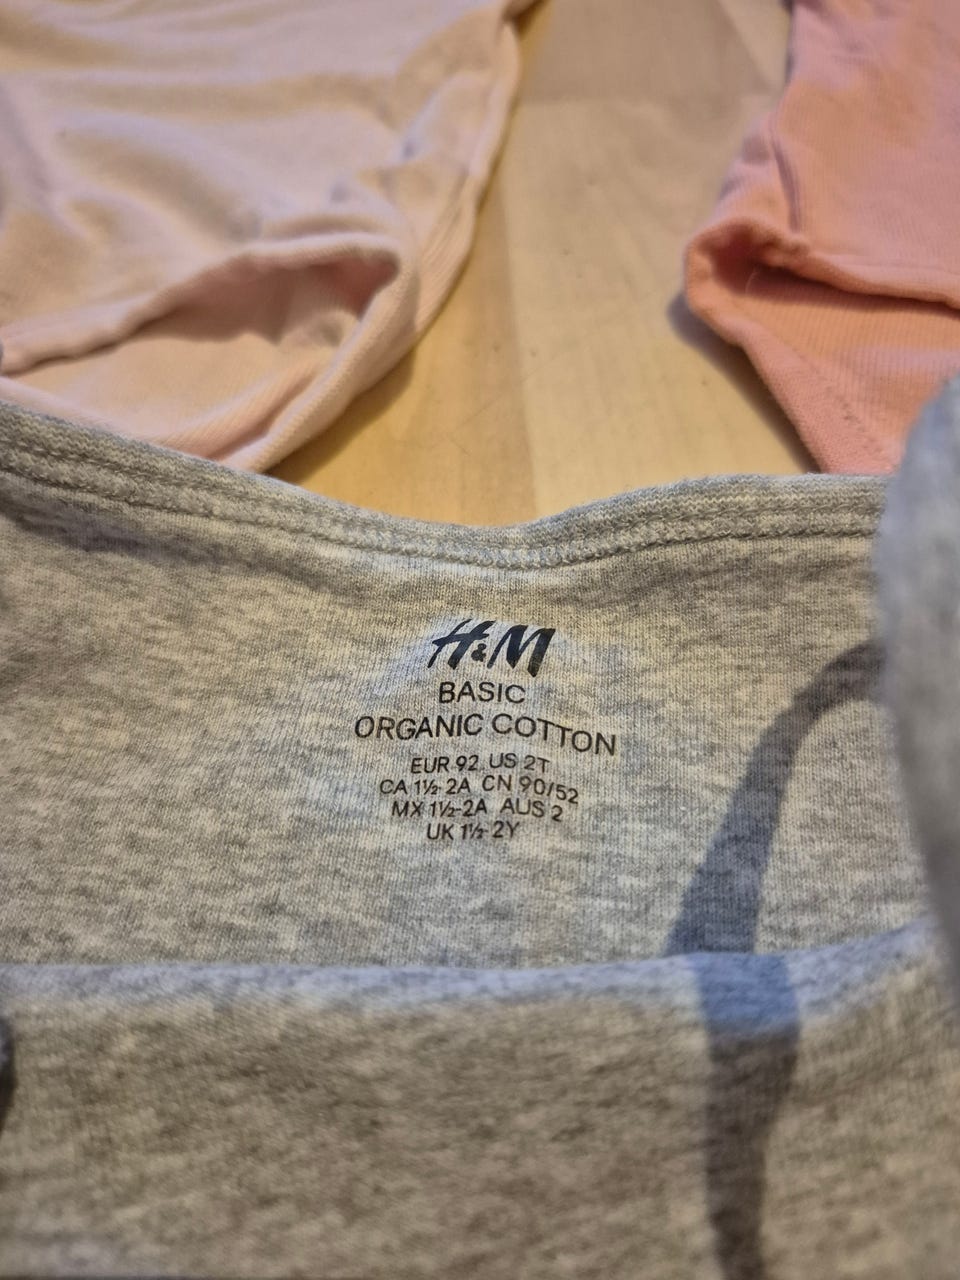 H&M
BASIC
ORGANIC COTTON
EUR 92 US 2T
CA 1½-2A CN 90/52
MX 1½-2A AUS 2
UK 1½-2Y